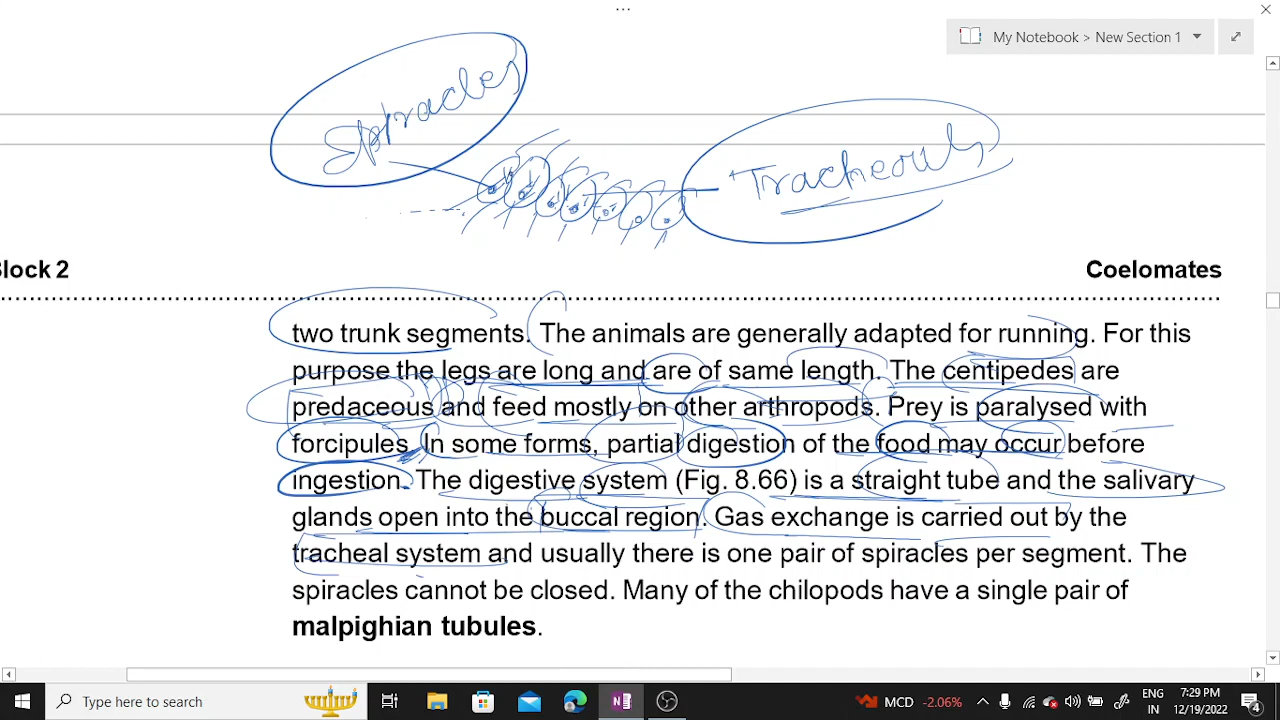 ...
My Notebook > New Section 1
Spiracles
Tracheouls
lock 2
Coelomates
two trunk segments. The animals are generally adapted for running. For this
purpose the legs are long and are of same length. The centipedes are
predaceous and feed mostly on other arthropods. Prey is paralysed with
forcipules. In some forms, partial digestion of the food may occur before
ingestion. The digestive system (Fig. 8.66) is a straight tube and the salivary
glands open into the buccal region. Gas exchange is carried out by the
tracheal system and usually there is one pair of spiracles per segment. The
spiracles cannot be closed. Many of the chilopods have a single pair of
malpighian tubules.
Type here to search
MCD -2.06%
ENG
IN
7:29 PM
12/19/2022
4